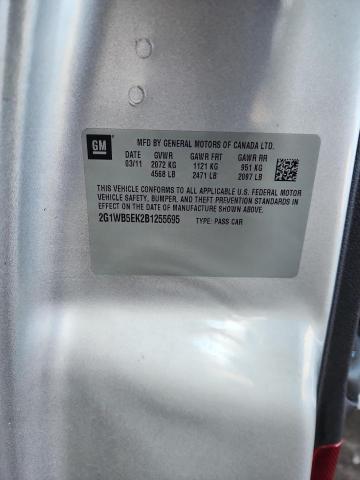 GM
MFD BY GENERAL MOTORS OF CANADA LTD.
DATE GVWR GAWR FRT GAWR RR
03/11 2072 KG 1121 KG 951 KG
4568 LB 2471 LB 2097 LB
THIS VEHICLE CONFORMS TO ALL APPLICABLE U.S. FEDERAL MOTOR
VEHICLE SAFETY, BUMPER, AND THEFT PREVENTION STANDARDS
IN EFFECT ON THE DATE OF MANUFACTURE SHOWN ABOVE.
2G1WB5EK2B1255695 TYPE: PASS CAR